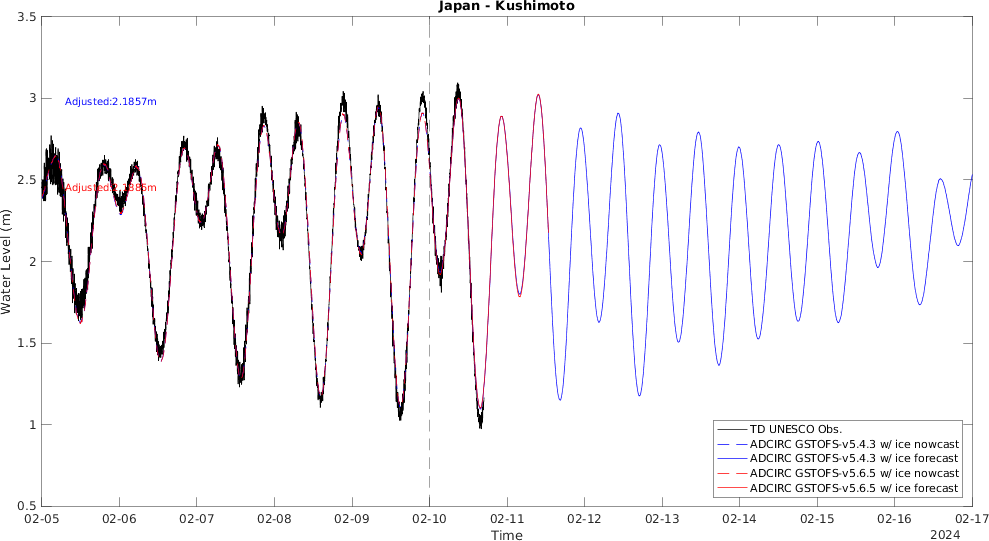 Japan - Kushimoto
Water Level (m)
3.5
3
2.5
2
1.5
1
0.5
Adjusted:2.1857m
Adjusted:2.1386m
TD UNESCO Obs.
ADCIRC GSTOFS-v5.4.3 w/ ice nowcast
ADCIRC GSTOFS-v5.4.3 w/ ice forecast
ADCIRC GSTOFS-v5.6.5 w/ ice nowcast
ADCIRC GSTOFS-v5.6.5 w/ ice forecast
02-05 02-06 02-07 02-08 02-09 02-10 02-11 02-12 02-13 02-14 02-15 02-16 02-17
Time
2024